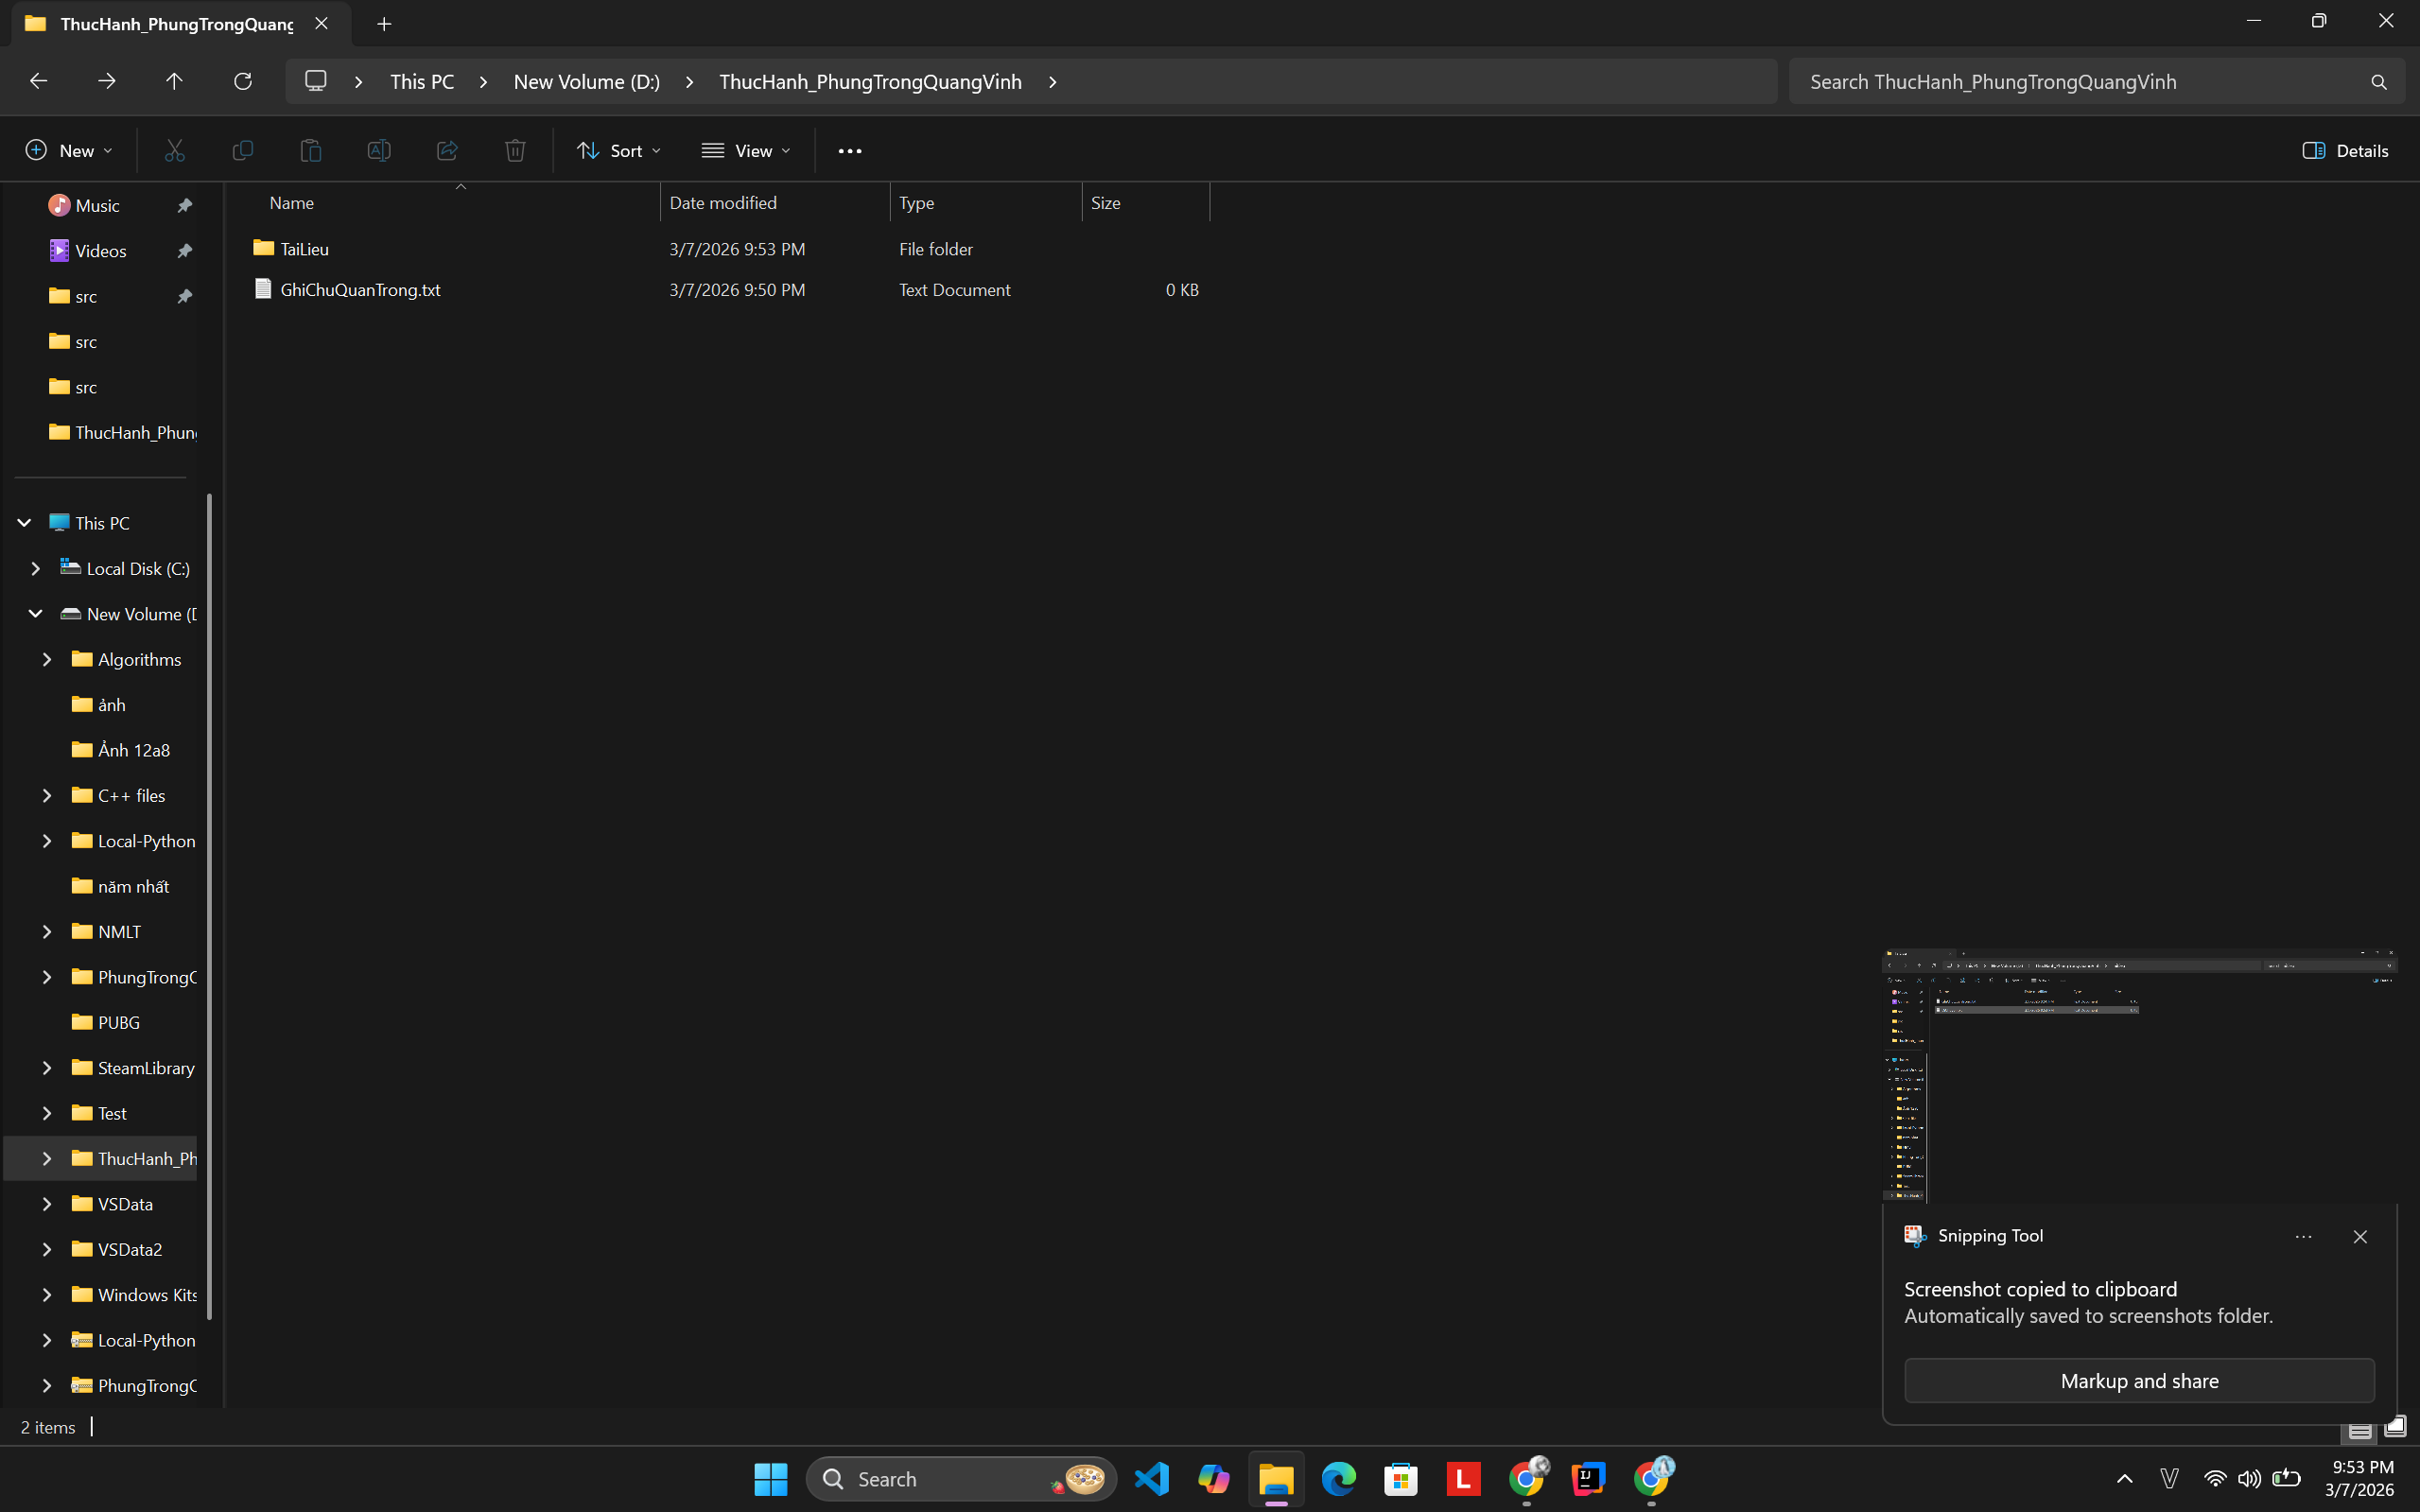 ThucHanh_PhungTrongQuang
This PC
New Volume (D:)
ThucHanh_PhungTrongQuangVinh
Search ThucHanh_PhungTrongQuangVinh
New
Sort
View
Details
Name
Date modified
Type
Size
TaiLieu
3/7/2026 9:53 PM
File folder
GhiChuQuanTrong.txt
3/7/2026 9:50 PM
Text Document
0 KB
Music
Videos
src
src
src
ThucHanh_Phung
This PC
Local Disk (C:)
New Volume (D
Algorithms
ảnh
Ảnh 12a8
C++ files
Local-Python
năm nhất
NMLT
PhungTrongQ
PUBG
SteamLibrary
Test
ThucHanh_Ph
VSData
VSData2
Windows Kits
Local-Python
PhungTrongQ
Snipping Tool
Screenshot copied to clipboard
Automatically saved to screenshots folder.
Markup and share
2 items
Search
9:53 PM
3/7/2026